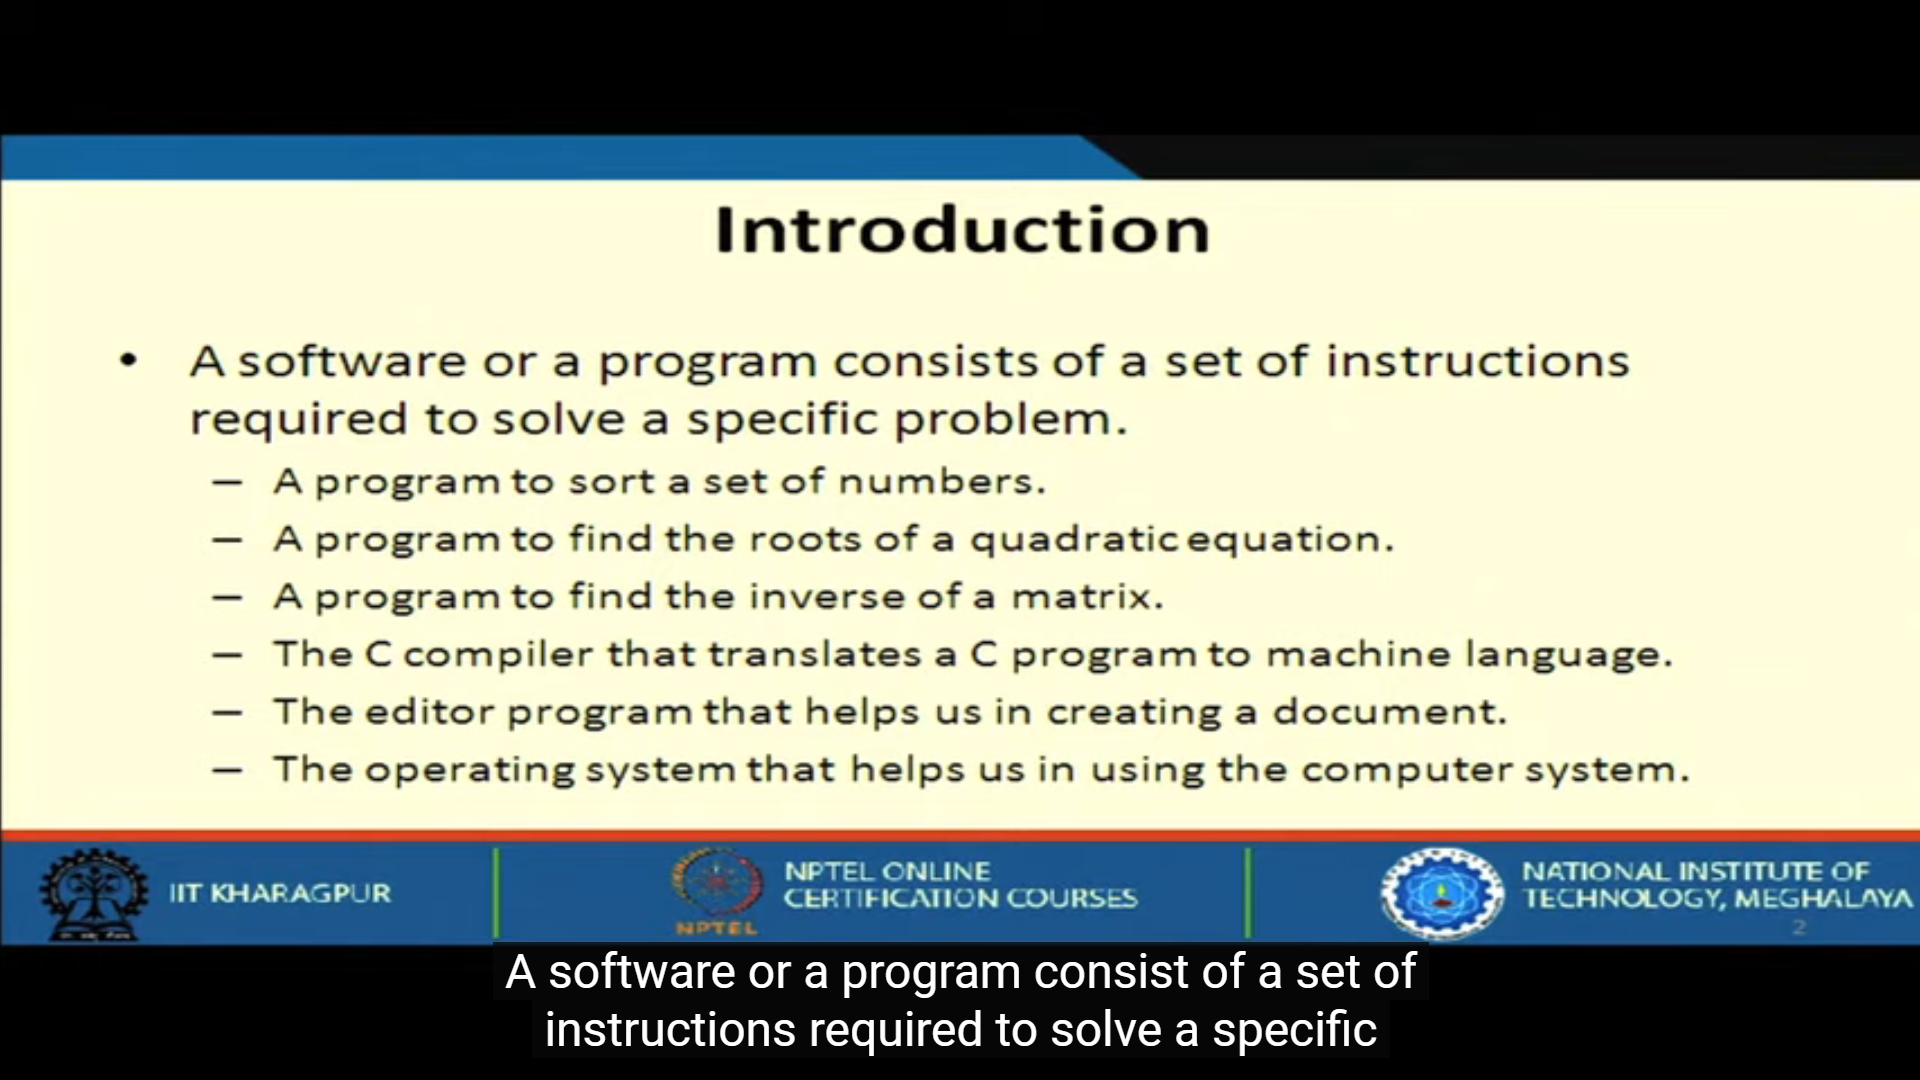 Introduction
• A software or a program consists of a set of instructions
required to solve a specific problem.
– A program to sort a set of numbers.
– A program to find the roots of a quadratic equation.
– A program to find the inverse of a matrix.
– The C compiler that translates a C program to machine language.
– The editor program that helps us in creating a document.
– The operating system that helps us in using the computer system.
IIT KHARAGPUR
NPTEL
NPTEL ONLINE
CERTIFICATION COURSES
NATIONAL INSTITUTE OF
TECHNOLOGY, MEGHALAYA
2
A software or a program consist of a set of
instructions required to solve a specific